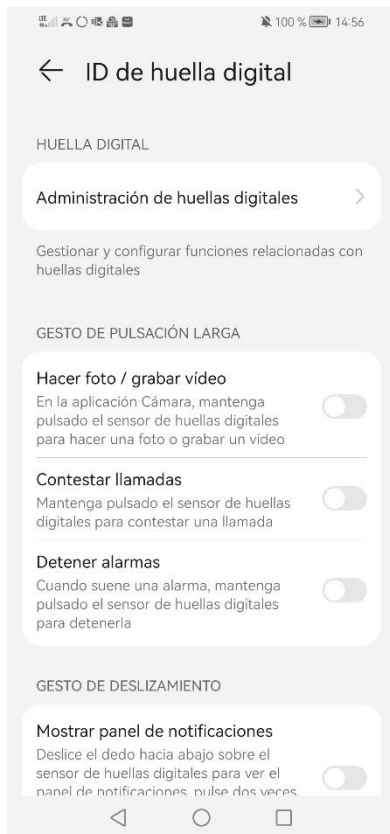 LTE 100 % 14:56
ID de huella digital
HUELLA DIGITAL
Administración de huellas digitales
Gestionar y configurar funciones relacionadas con
huellas digitales
GESTO DE PULSACIÓN LARGA
Hacer foto / grabar vídeo
En la aplicación Cámara, mantenga
pulsado el sensor de huellas digitales
para hacer una foto o grabar un vídeo
Contestar llamadas
Mantenga pulsado el sensor de huellas
digitales para contestar una llamada
Detener alarmas
Cuando suene una alarma, mantenga
pulsado el sensor de huellas digitales
para detenerla
GESTO DE DESLIZAMIENTO
Mostrar panel de notificaciones
Deslice el dedo hacia abajo sobre el
sensor de huellas digitales para ver el
panel de notificaciones, pulse dos veces